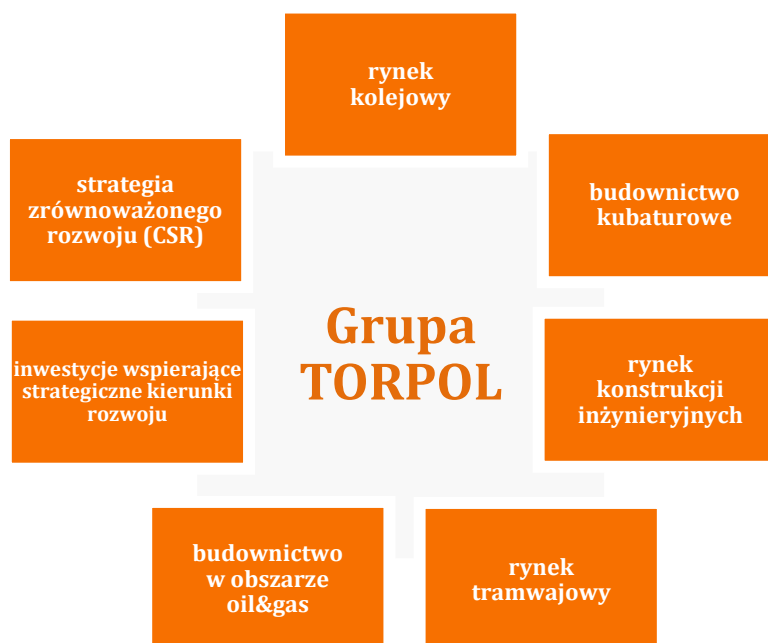 rynek
kolejowy
strategia
zrównoważonego
rozwoju (CSR)
budownictwo
kubaturowe
Grupa
TORPOL
inwestycje wspierające
strategiczne kierunki
rozwoju
rynek
konstrukcji
inżynieryjnych
budownictwo
w obszarze
oil&gas
rynek
tramwajowy